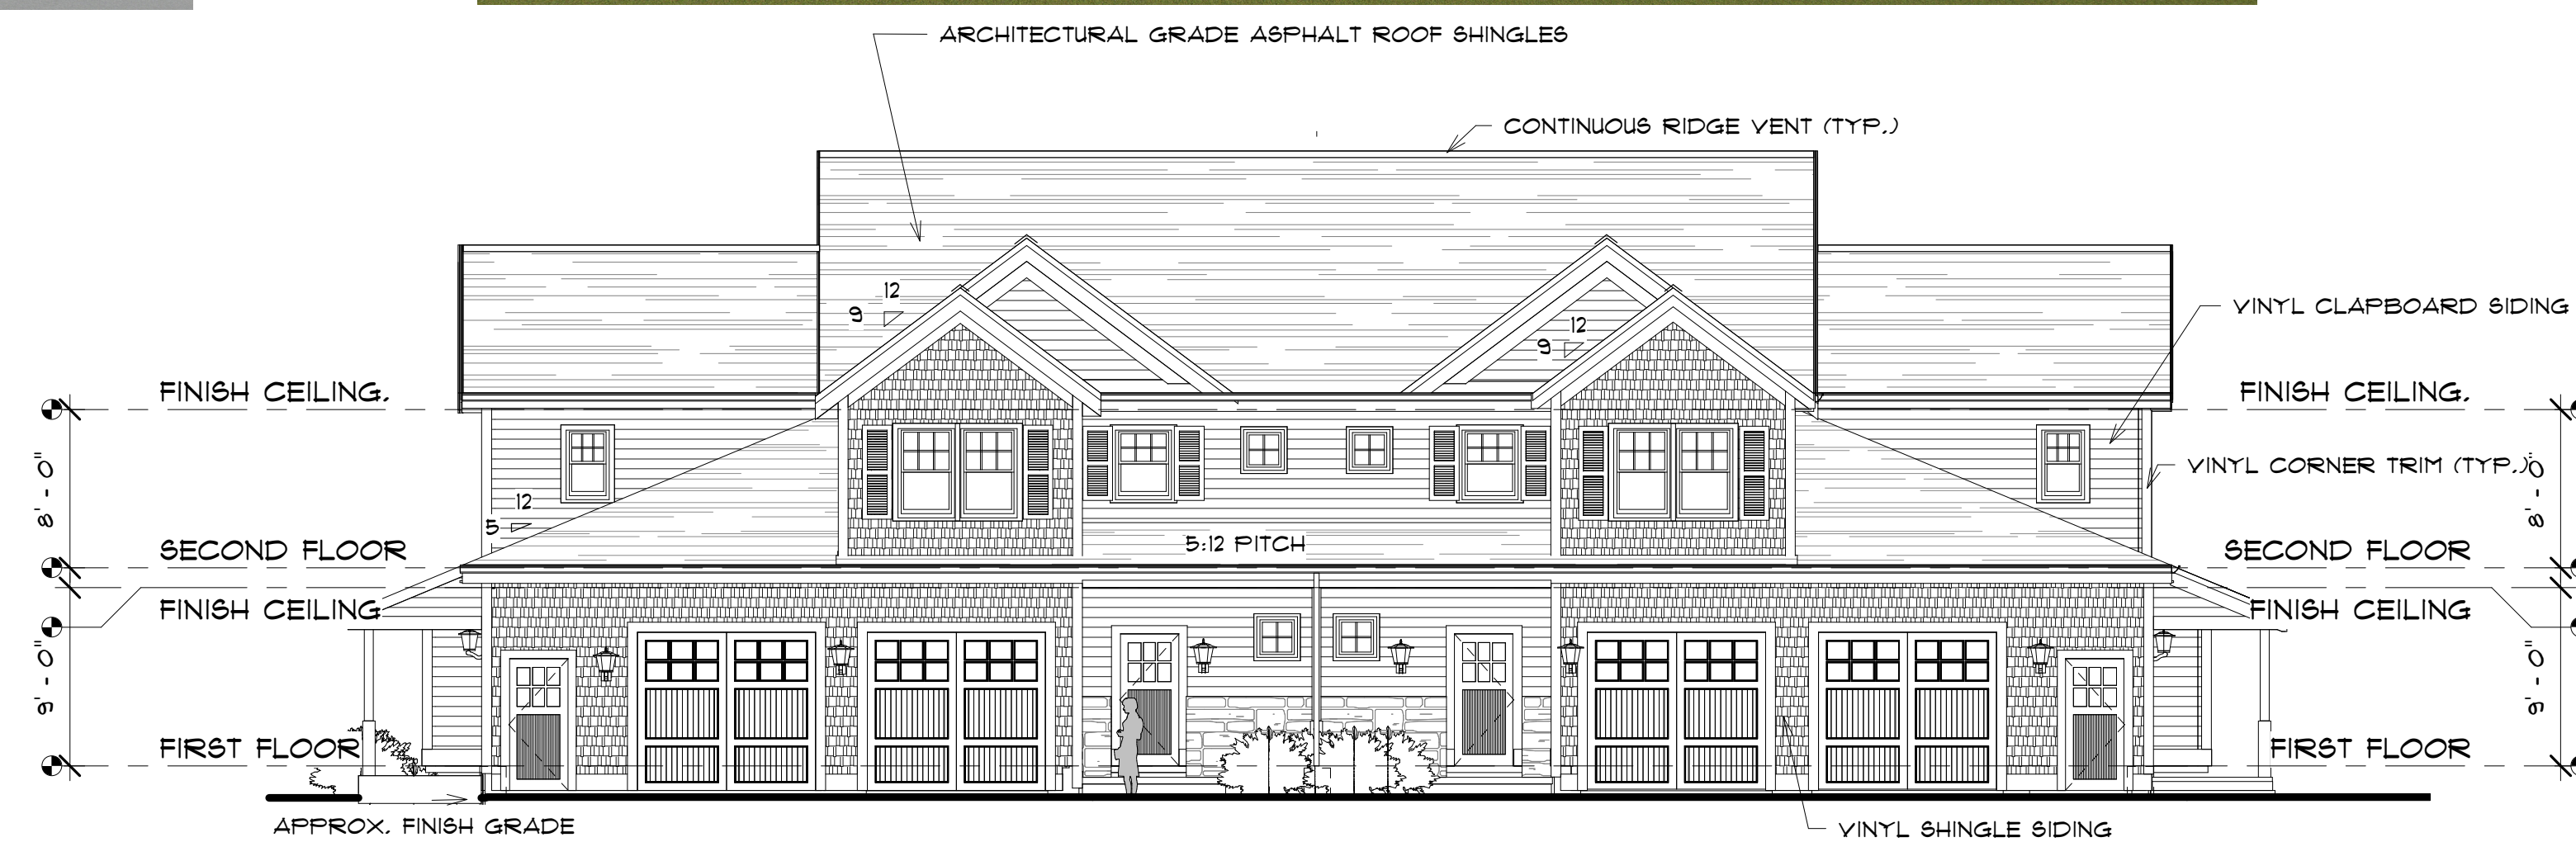 ARCHITECTURAL GRADE ASPHALT ROOF SHINGLES
CONTINUOUS RIDGE VENT (TYP.)
12
9
12
9
VINYL CLAPBOARD SIDING
FINISH CEILING.
FINISH CEILING.
8'-0"
VINYL CORNER TRIM (TYP.)
8'-0"
12
5
SECOND FLOOR
5:12 PITCH
SECOND FLOOR
FINISH CEILING
FINISH CEILING
9'-0"
9'-0"
FIRST FLOOR
FIRST FLOOR
APPROX. FINISH GRADE
VINYL SHINGLE SIDING